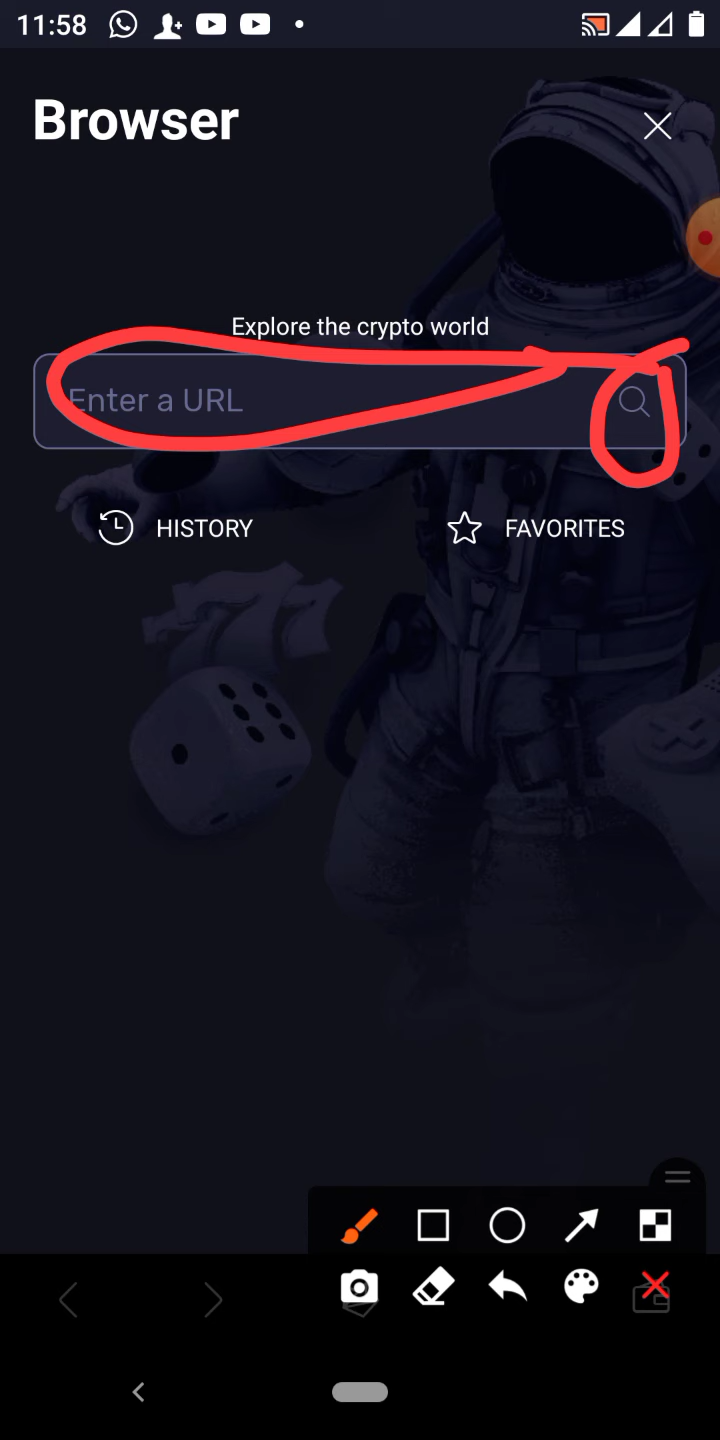 11:58
Browser
Explore the crypto world
Enter a URL
HISTORY
FAVORITES